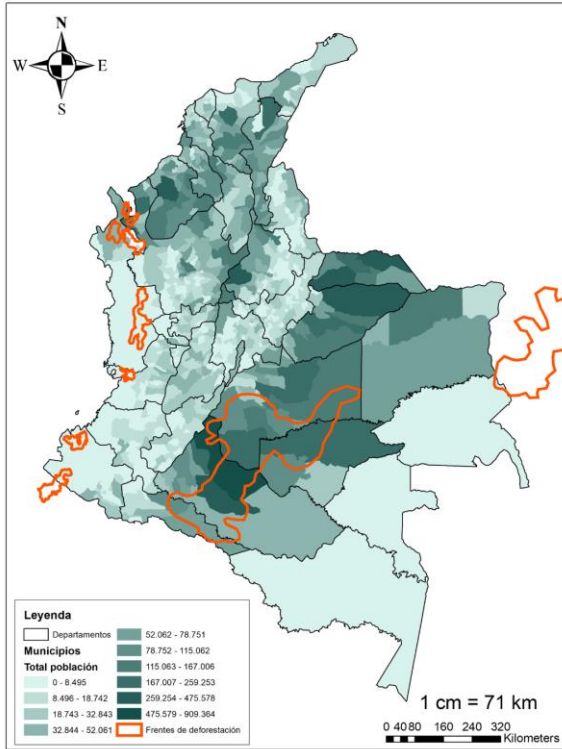 N
W E
S
Leyenda
Departamentos
Municipios
Total población
0 - 8.495
8.496 - 18.742
18.743 - 32.843
32.844 - 52.061
52.062 - 78.751
78.752 - 115.062
115.063 - 167.006
167.007 - 259.253
259.254 - 475.578
475.579 - 909.364
Frentes de deforestación
1 cm = 71 km
0 40 80 160 240 320
Kilometers